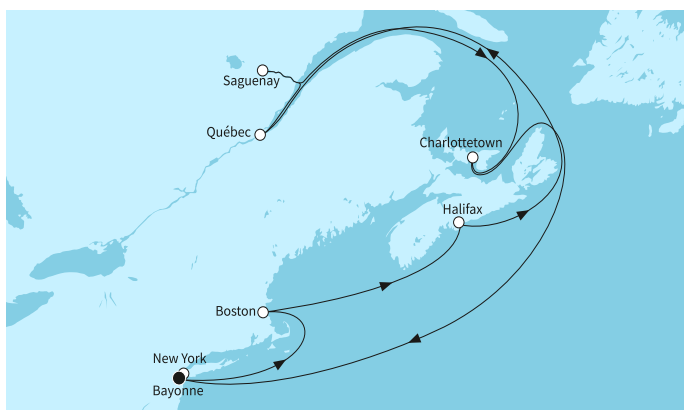 Saguenay
Québec
Charlottetown
Halifax
Boston
New York
Bayonne